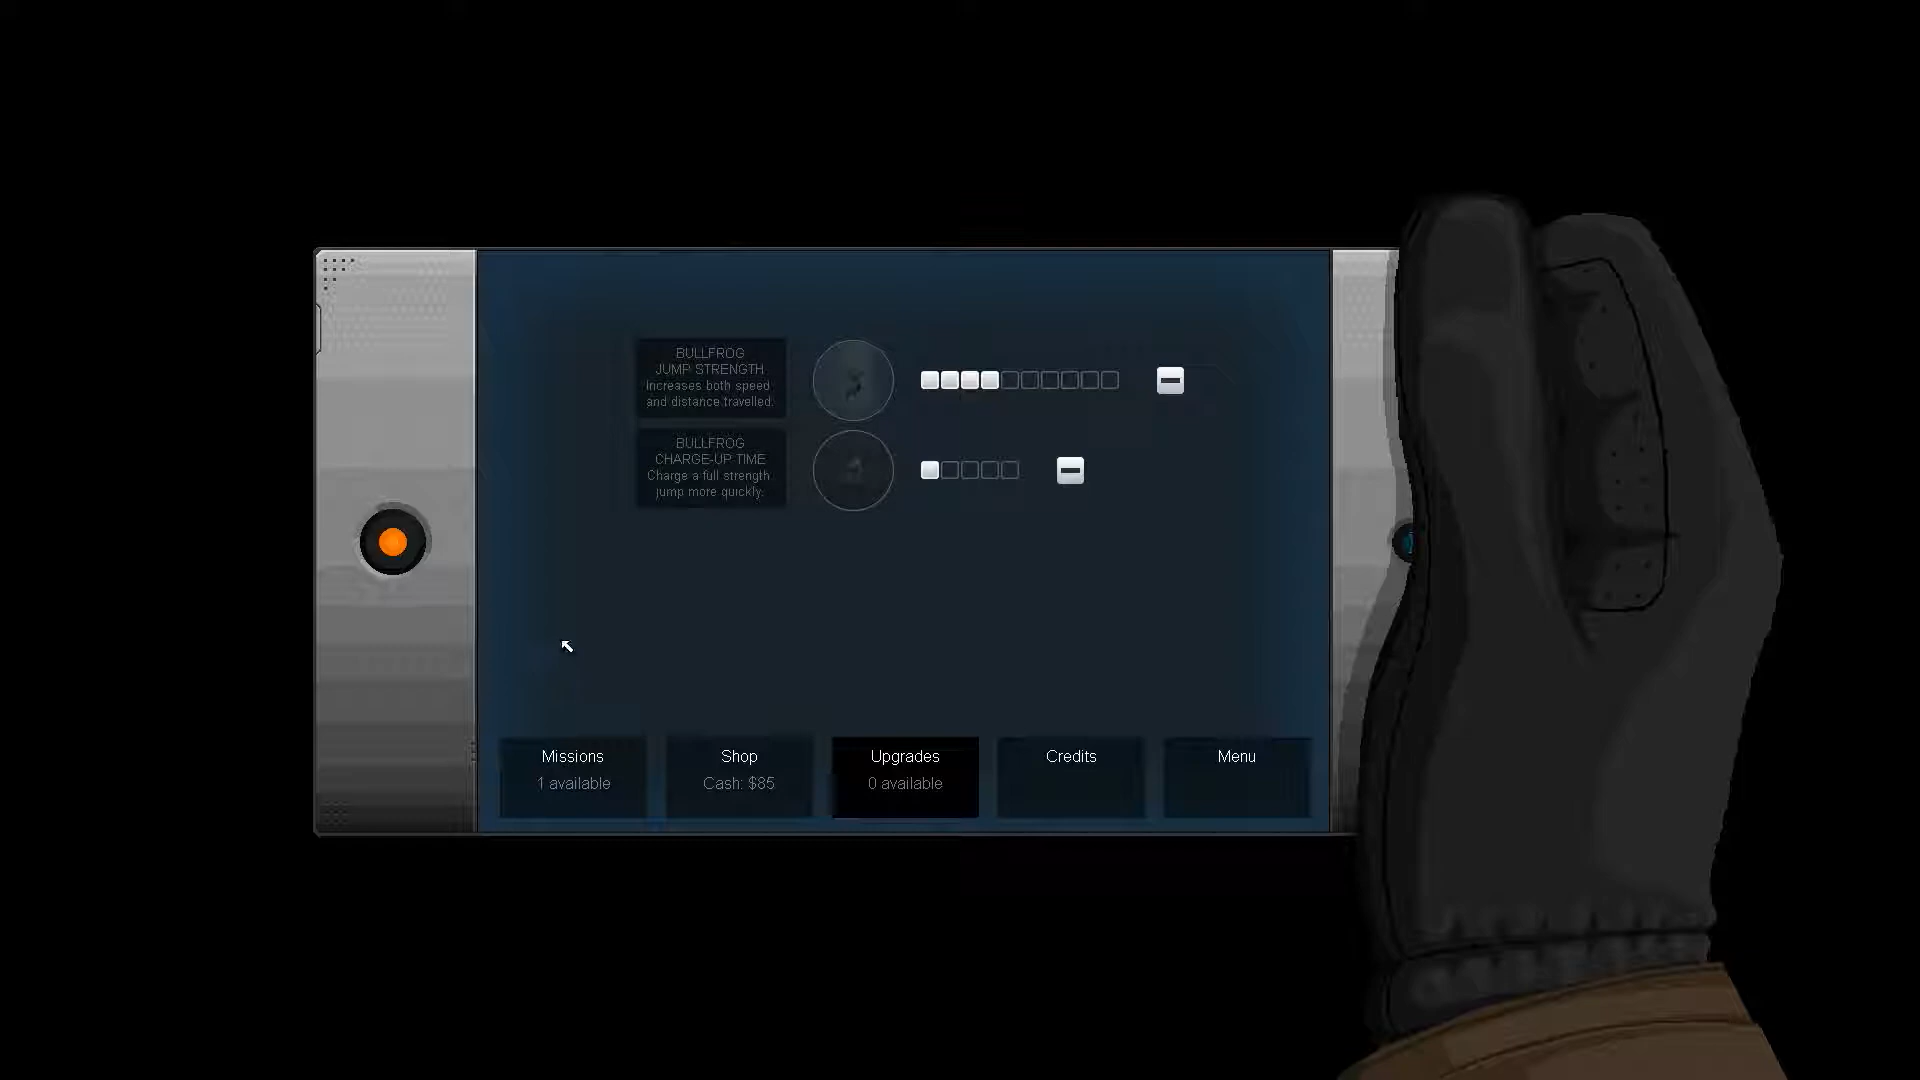 BULLFROG
JUMP STRENGTH
Increases both speed
and distance travelled.
BULLFROG
CHARGE-UP TIME
Charge a full strength
jump more quickly.
Missions
1 available
Shop
Cash: $85
Upgrades
0 available
Credits
Menu